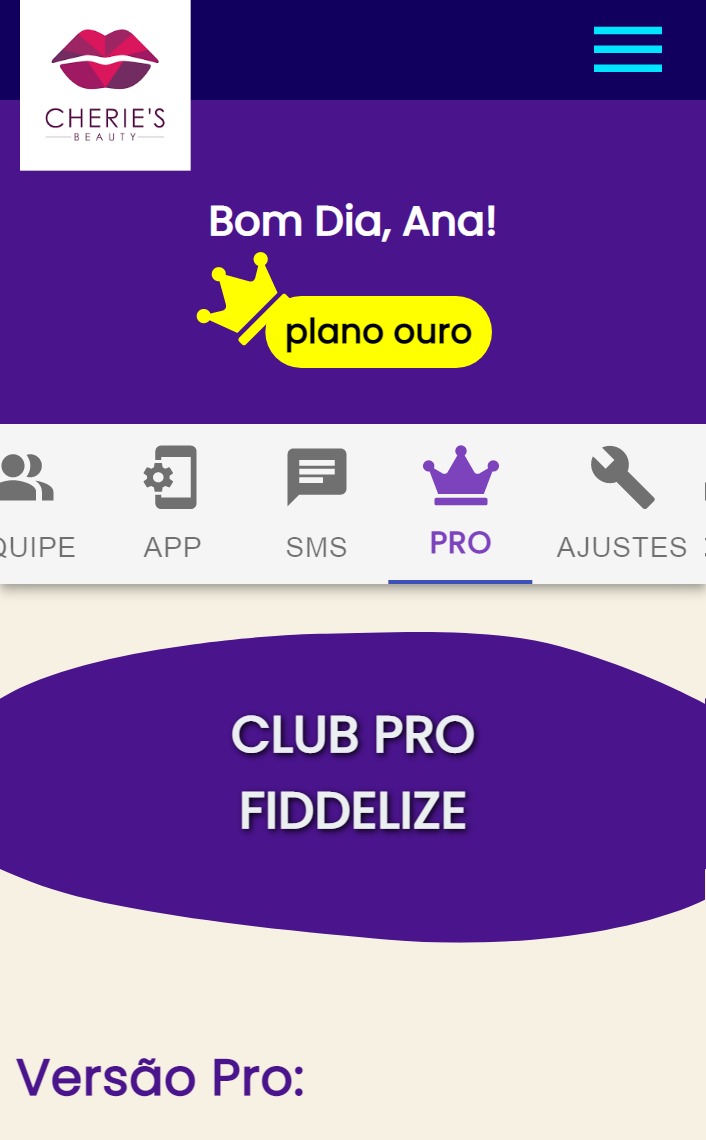 CHERIE'S
BEAUTY
Bom Dia, Ana!
plano ouro
QUIPE APP SMS PRO AJUSTES
CLUB PRO
FIDDELIZE
Versão Pro: